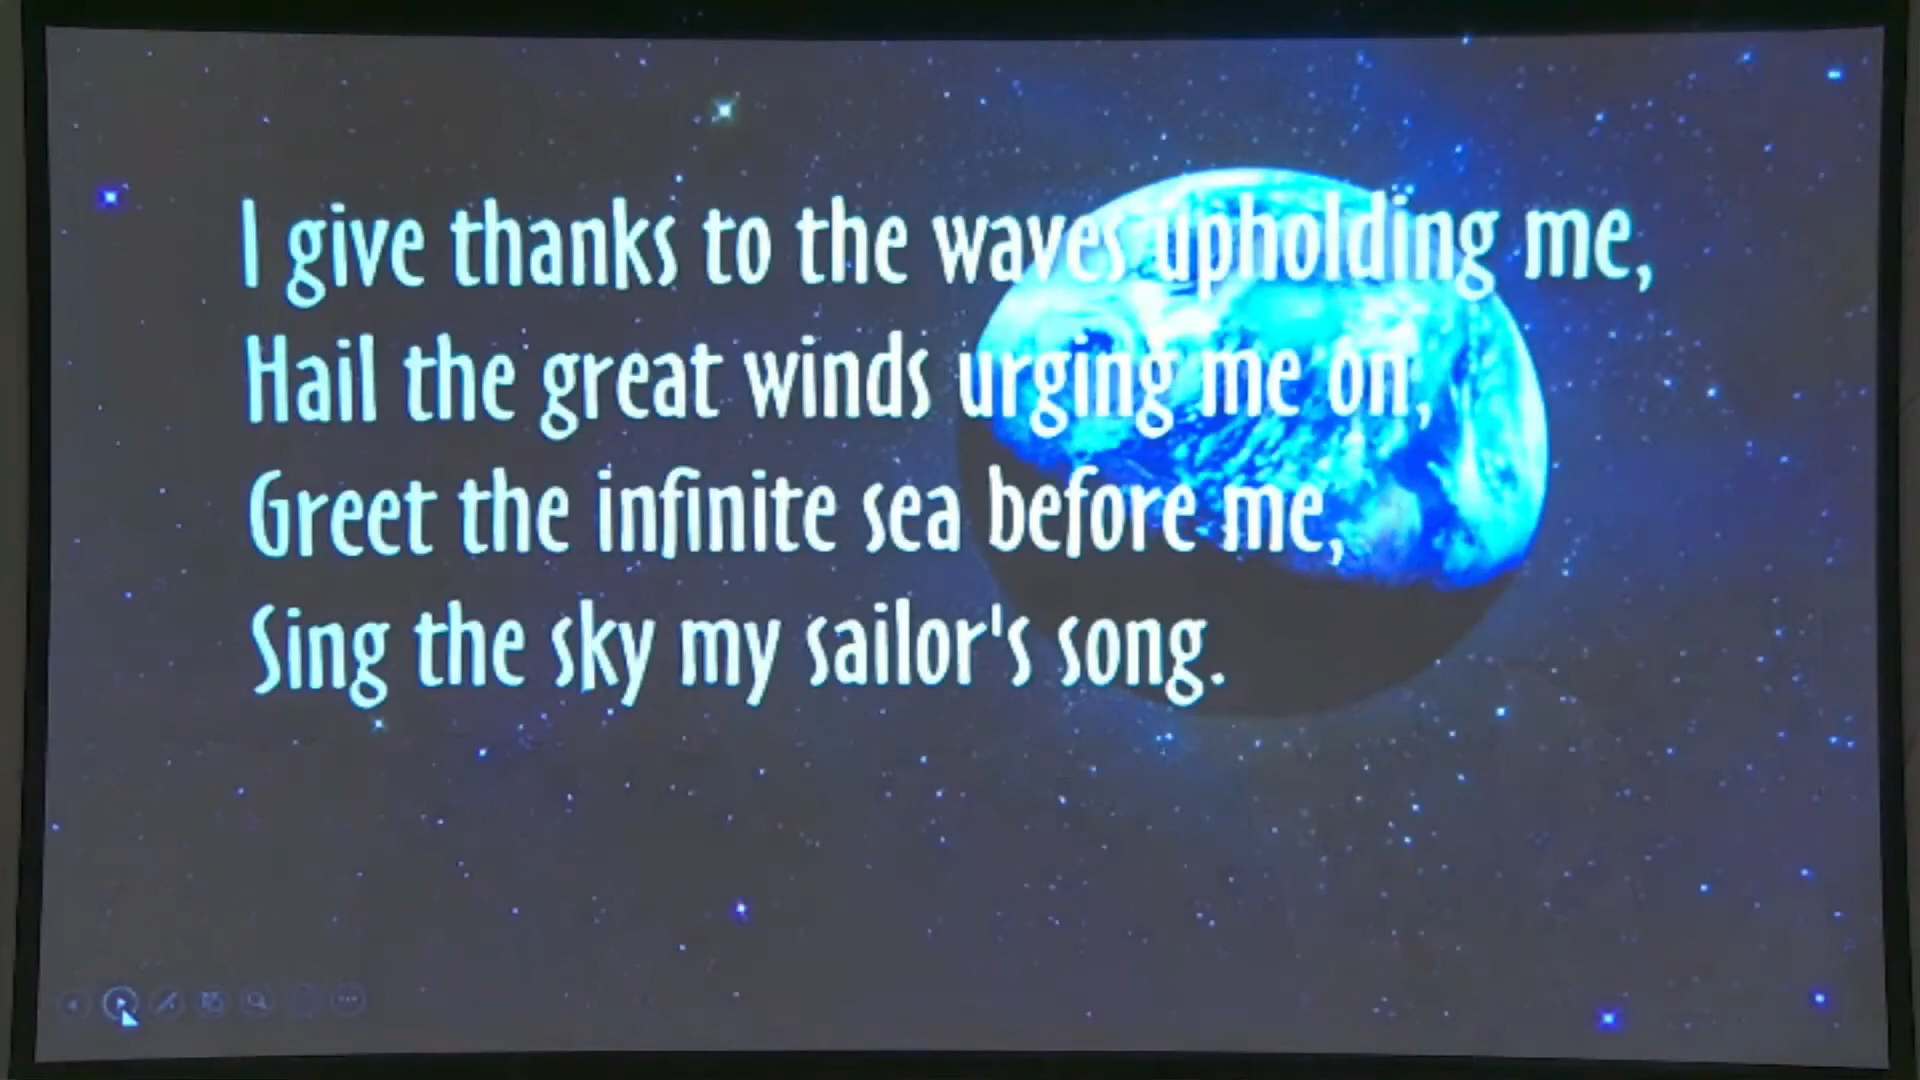 I give thanks to the waves upholding me,
Hail the great winds urging me on,
Greet the infinite sea before me,
Sing the sky my sailor's song.